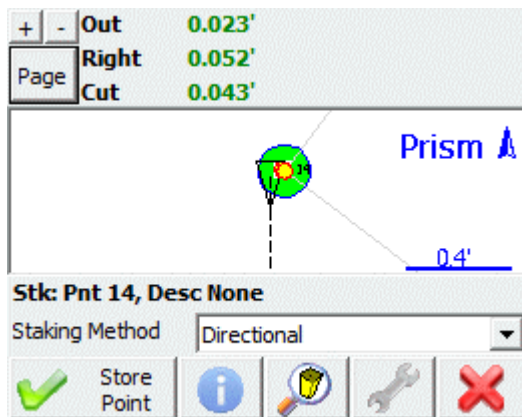 + - Out 0.023'
Page Right 0.052'
Cut 0.043'
Prism
14
0.4'
Stk: Pnt 14, Desc None
Staking Method Directional
Store
Point